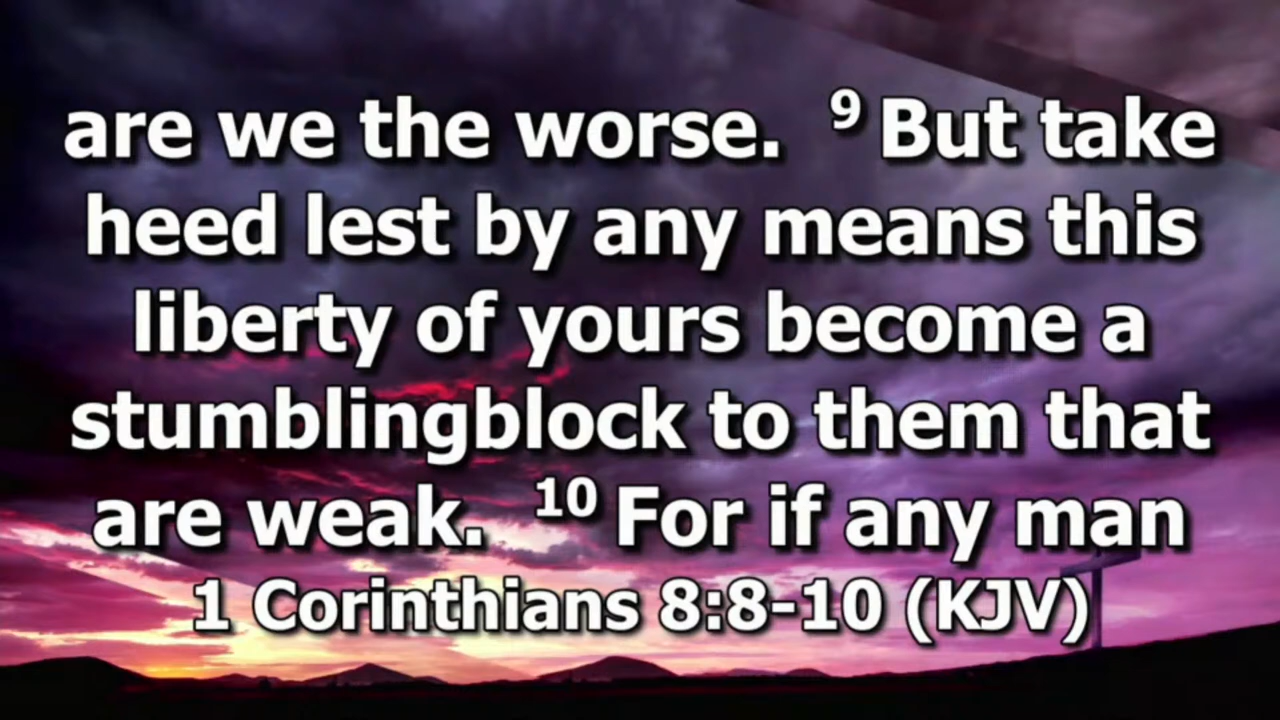 are we the worse. 9 But take
heed lest by any means this
liberty of yours become a
stumblingblock to them that
are weak. 10 For if any man
1 Corinthians 8:8-10 (KJV)